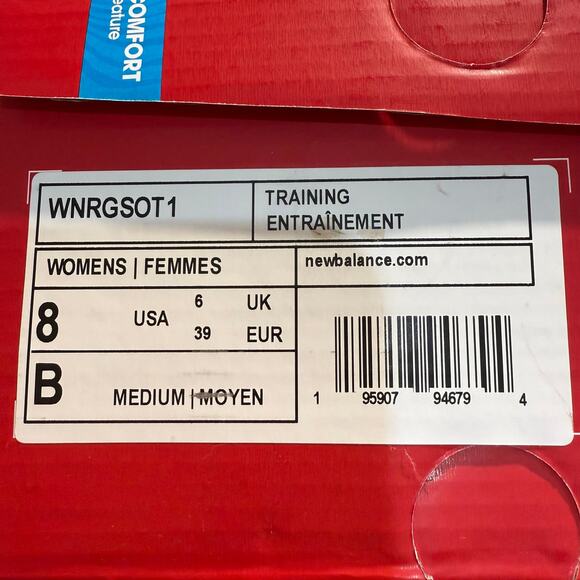 COMFORT
eature
WNRGSOT1
TRAINING
ENTRAÎNEMENT
WOMENS | FEMMES
newbalance.com
8 USA 6 UK
39 EUR
B MEDIUM | MOYEN
1 95907 94679 4